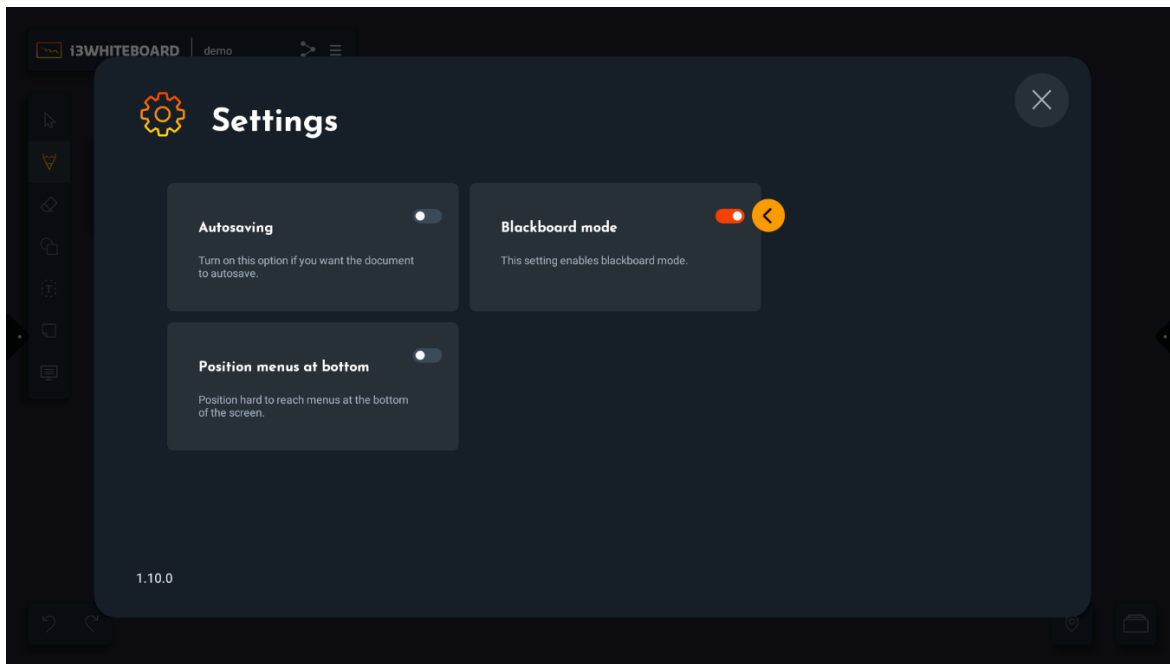 i3WHITEBOARD demo
Settings
Autosaving
Turn on this option if you want the document
to autosave.
Blackboard mode
This setting enables blackboard mode.
Position menus at bottom
Position hard to reach menus at the bottom
of the screen.
1.10.0